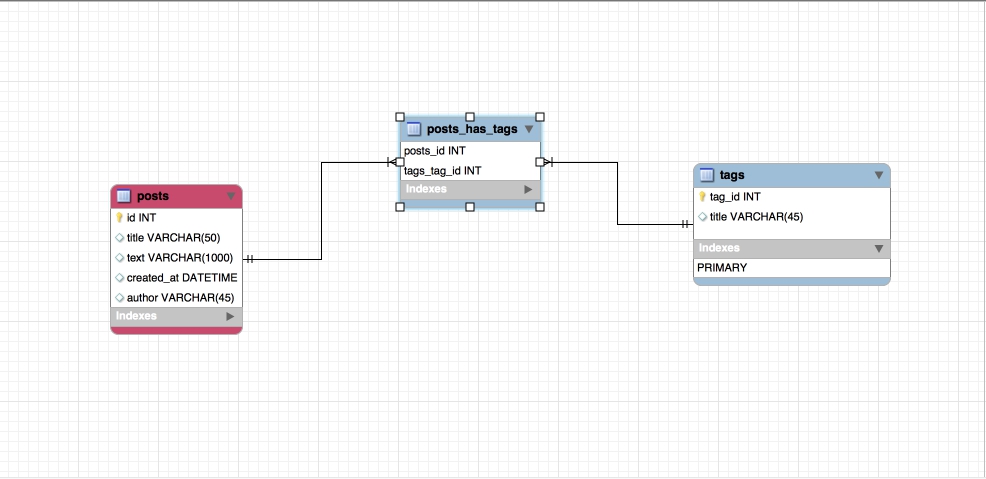 posts_has_tags
posts_id INT
tags_tag_id INT
Indexes
posts
id INT
title VARCHAR(50)
text VARCHAR(1000)
created_at DATETIME
author VARCHAR(45)
Indexes
tags
tag_id INT
title VARCHAR(45)
Indexes
PRIMARY